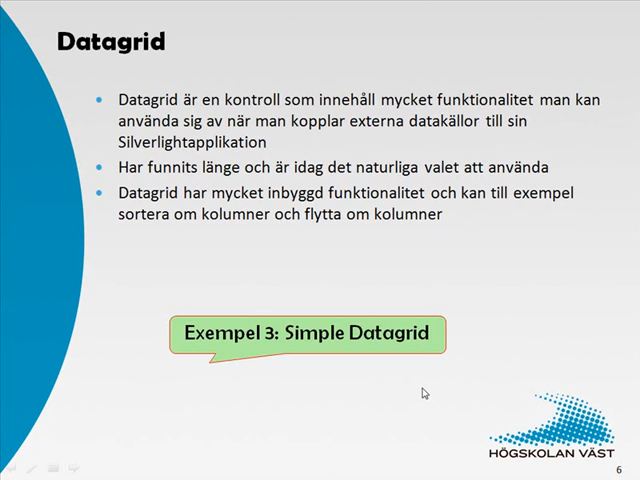 Datagrid
• Datagrid är en kontroll som innehåll mycket funktionalitet man kan
använda sig av när man kopplar externa datakällor till sin
Silverlightapplikation
• Har funnits länge och är idag det naturliga valet att använda
• Datagrid har mycket inbyggd funktionalitet och kan till exempel
sortera om kolumner och flytta om kolumner
Exempel 3: Simple Datagrid
HÖGSKOLAN VÄST
6